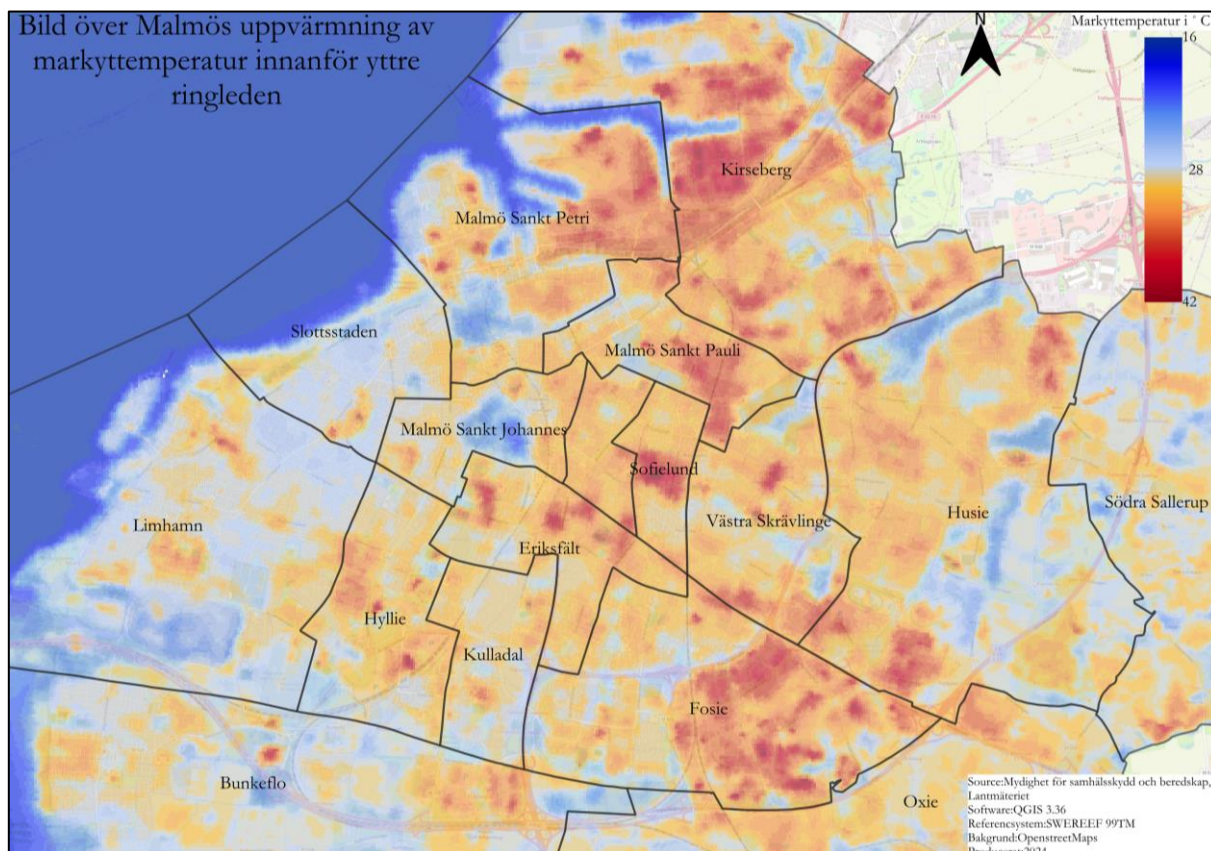 Bild över Malmös uppvärmning av
markyttemperatur innanför yttre
ringleden
N
Markyttemperatur i ° C
16
28
42
Kirseberg
Malmö Sankt Petri
Slottsstaden
Malmö Sankt Pauli
Malmö Sankt Johannes
Sofielund
Limhamn
Västra Skrävlinge
Husie
Södra Sallerup
Eriksfält
Hyllie
Kulladal
Fosie
Bunkeflo
Oxie
Source:Mydighet för samhälsskydd och beredskap,
Lantmäteriet
Software:QGIS 3.36
Referencsystem:SWEREEF 99TM
Bakgrund:OpenstreetMaps